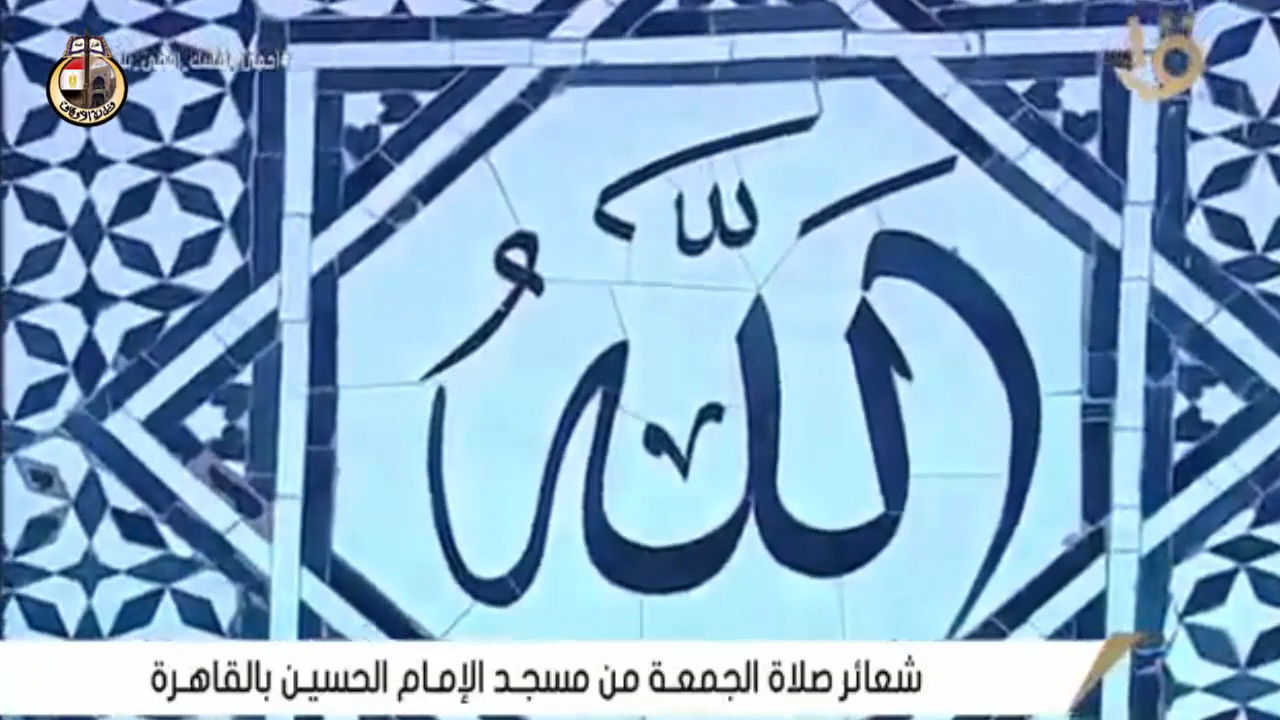 اللهُ
شعائر صلاة الجمعة من مسجد الإمام الحسين بالقاهرة